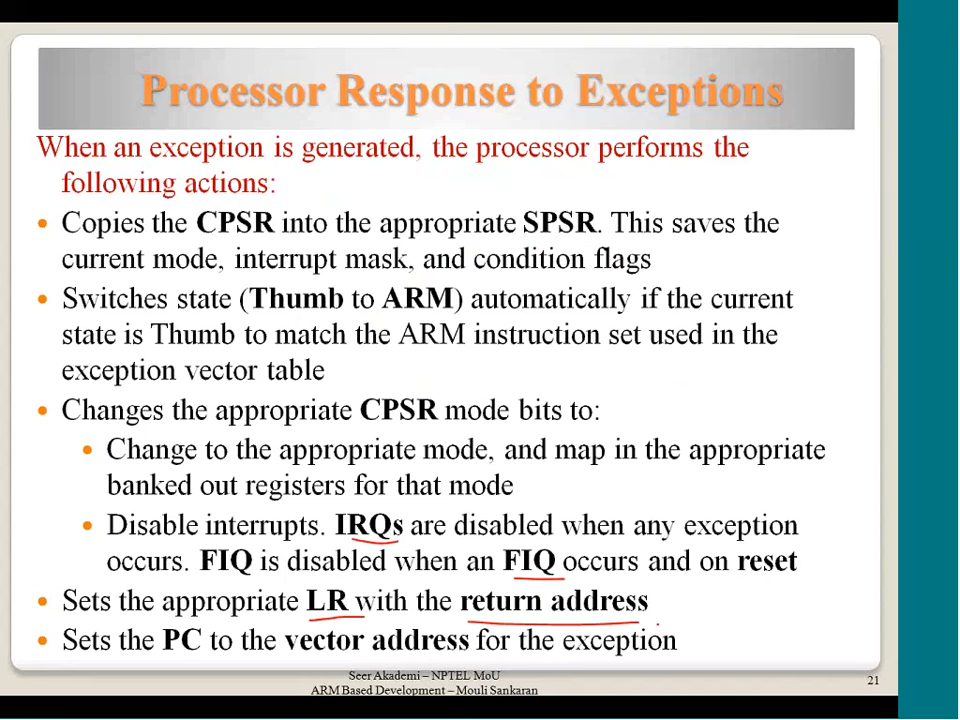 Processor Response to Exceptions
When an exception is generated, the processor performs the
following actions:
• Copies the CPSR into the appropriate SPSR. This saves the
current mode, interrupt mask, and condition flags
• Switches state (Thumb to ARM) automatically if the current
state is Thumb to match the ARM instruction set used in the
exception vector table
• Changes the appropriate CPSR mode bits to:
• Change to the appropriate mode, and map in the appropriate
banked out registers for that mode
• Disable interrupts. IRQs are disabled when any exception
occurs. FIQ is disabled when an FIQ occurs and on reset
• Sets the appropriate LR with the return address
• Sets the PC to the vector address for the exception
Seer Akademi – NPTEL MoU
ARM Based Development – Mouli Sankaran
21